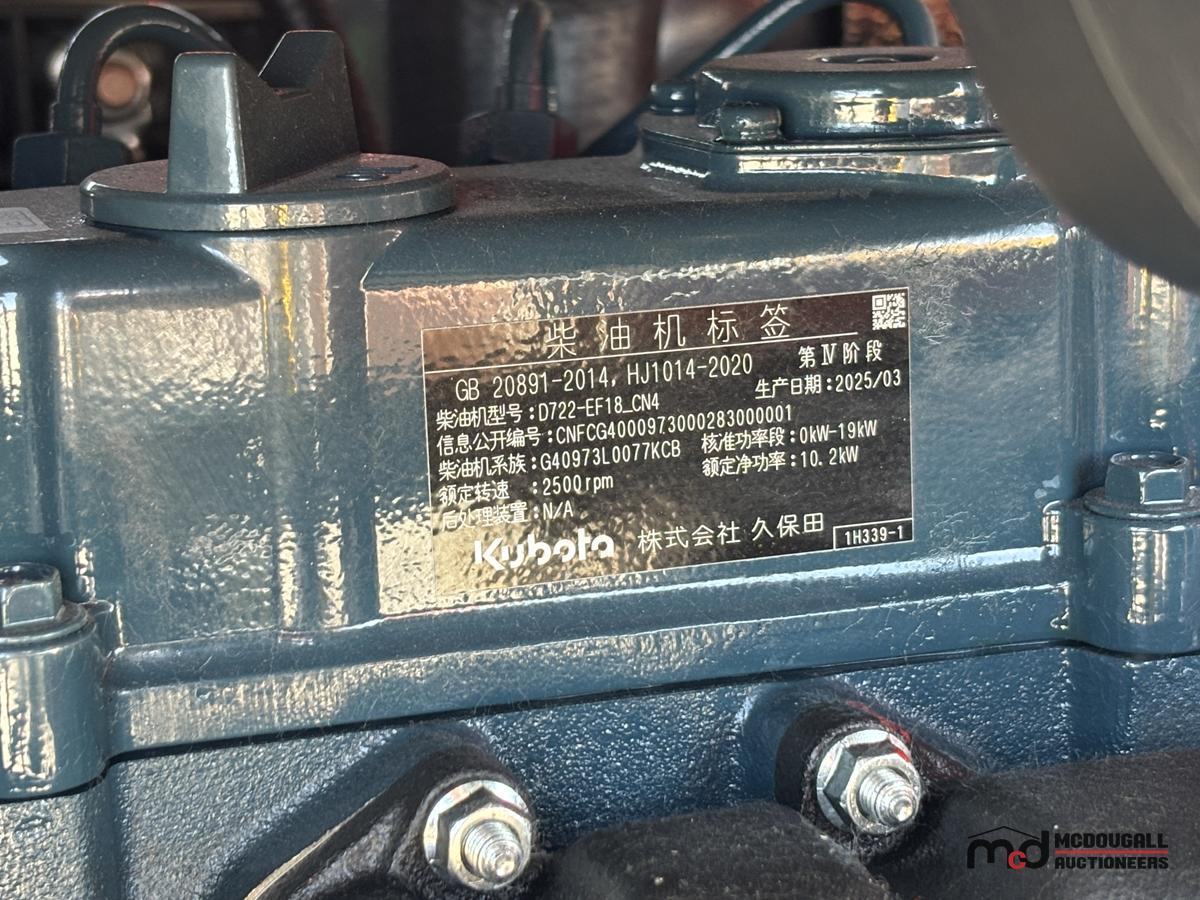 柴油机标签
GB 20891-2014, HJ1014-2020 第Ⅳ阶段
柴油机型号:D722-EF18_CN4 生产日期:2025/03
信息公开编号:CNFCG40009730002830000​01
柴油机系族:G40973L0077KCB 核准功率段:0kW-19kW
额定转速 :2500rpm 额定净功率:10.2kW
后处理装置:N/A
Kubota 株式会社 久保田 1H339-1
mcd MCDOUGALL
AUCTIONEERS